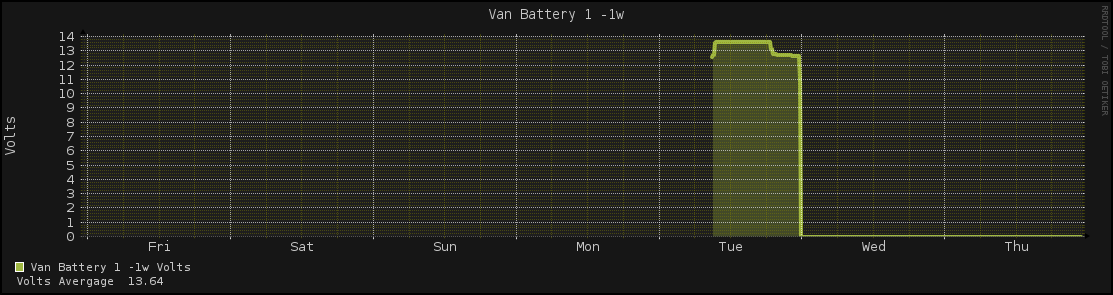 Van Battery 1 -1w
RRDTOOL / TOBI OETIKER
Volts
14
13
12
11
10
9
8
7
6
5
4
3
2
1
0
Fri Sat Sun Mon Tue Wed Thu
Van Battery 1 -1w Volts
Volts Avergage 13.64